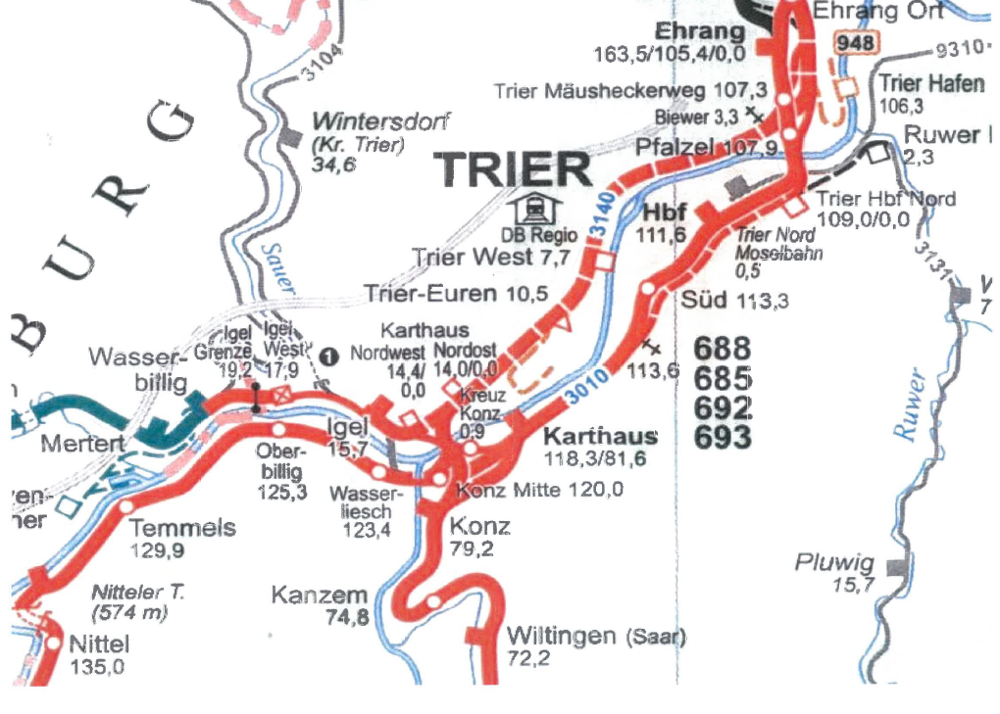 Ehrang Ort
Ehrang
163,5/105,4/0,0
948
9310
3104
Trier Mäusheckerweg 107,3
Trier Hafen
106,3
Biewer 3,3
Wintersdorf
(Kr. Trier)
34,6
Pfalzel 107,9
Ruwer
2,3
TRIER
B U R G
DB Regio
3140
Hbf
111,6
Trier Hbf Nord
109,0/0,0
Trier Nord
Moselbahn
0,5
Sauer
Trier West 7,7
3131
Trier-Euren 10,5
Süd 113,3
V
7
Igel
Grenze
19,2
Igel
West
17,9
1
Karthaus
Nordwest
14,4/
0,0
Nordost
14,0/0,0
113,6
688
685
692
693
Wasser-
billig
3010
Kreuz
Konz
0,9
Ruwer
Mertert
Igel
15,7
Karthaus
118,3/81,6
Ober-
billig
125,3
Wasser-
liesch
123,4
Konz Mitte 120,0
en-
her
Temmels
129,9
Konz
79,2
Pluwig
15,7
Nitteler T.
(574 m)
Kanzem
74,8
Nittel
135,0
Wiltingen (Saar)
72,2